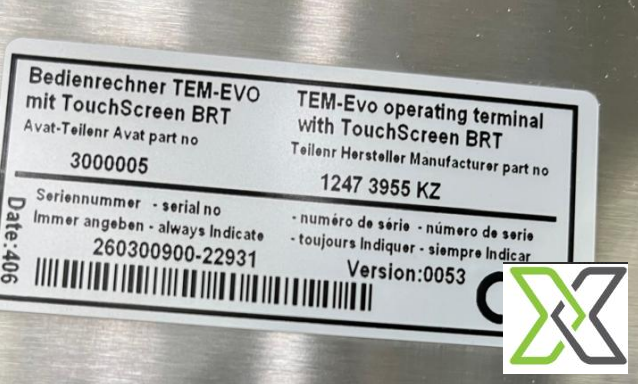 Bedienrechner TEM-EVO
mit TouchScreen BRT
Avat-Teilenr Avat part no
3000005
TEM-Evo operating terminal
with TouchScreen BRT
Teilenr Hersteller Manufacturer part no
1247 3955 KZ
Seriennummer - serial no
Immer angeben - always Indicate
260300900-22931
- numéro de série - número de serie
- toujours Indiquer - siempre Indicar
Version:0053
Date:406